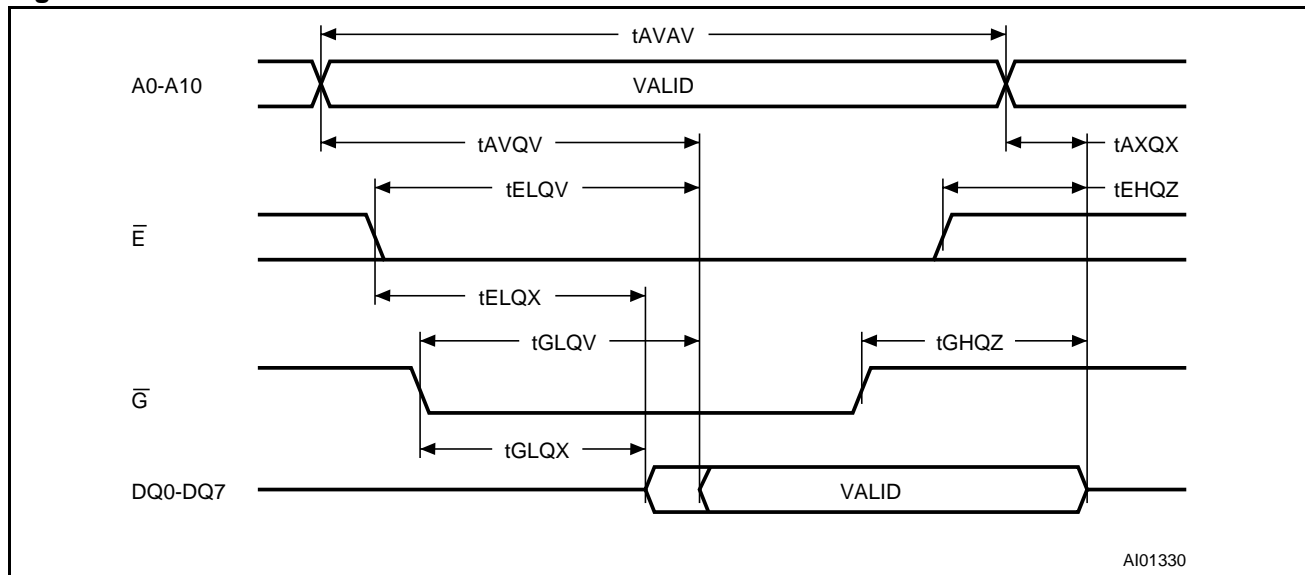 tAVAV
A0-A10
VALID
tAVQV
tAXQX
tELQV
tEHQZ
E̅
tELQX
tGLQV
tGHQZ
G̅
tGLQX
DQ0-DQ7
VALID
AI01330